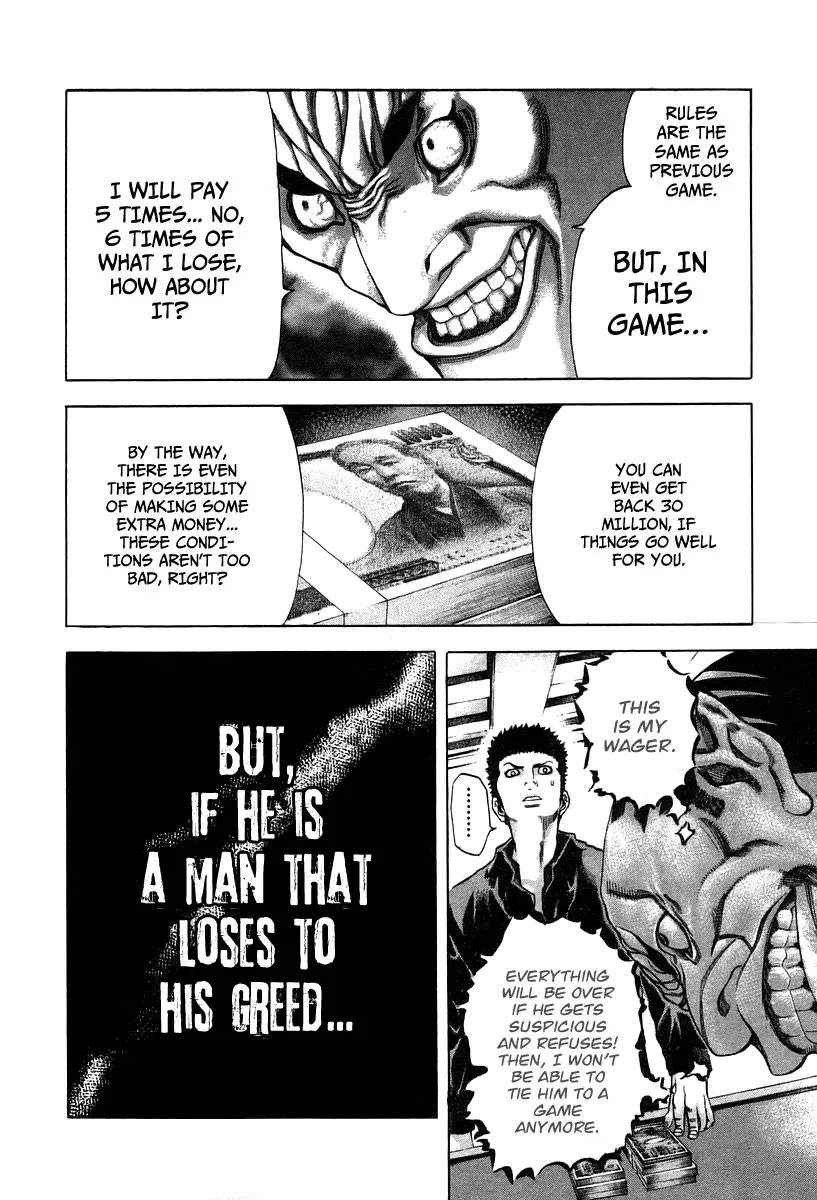 RULES
ARE THE
SAME AS
PREVIOUS
GAME.
BUT, IN
THIS
GAME...
I WILL PAY
5 TIMES... NO,
6 TIMES OF
WHAT I LOSE,
HOW ABOUT
IT?
YOU CAN
EVEN GET
BACK 30
MILLION, IF
THINGS GO WELL
FOR YOU.
10000
BY THE WAY,
THERE IS EVEN
THE POSSIBILITY
OF MAKING SOME
EXTRA MONEY...
THESE CONDI-
TIONS AREN'T TOO
BAD, RIGHT?
THIS
IS MY
WAGER.
........
EVERYTHING
WILL BE OVER
IF HE GETS
SUSPICIOUS
AND REFUSES!
THEN, I WON'T
BE ABLE TO
TIE HIM TO A
GAME
ANYMORE.
BUT,
IF HE IS
A MAN THAT
LOSES TO
HIS GREED...